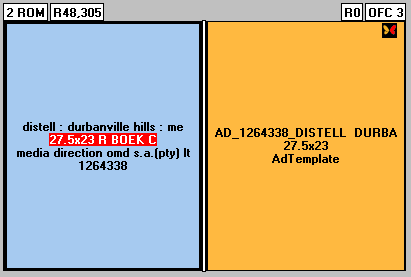 2 ROM R48,305 R0 OFC 3
distell : durbanville hills : me
27.5x23 R BOEK C
media direction omd s.a.(pty) lt
1264338
AD_1264338_DISTELL DURBA
27.5x23
AdTemplate